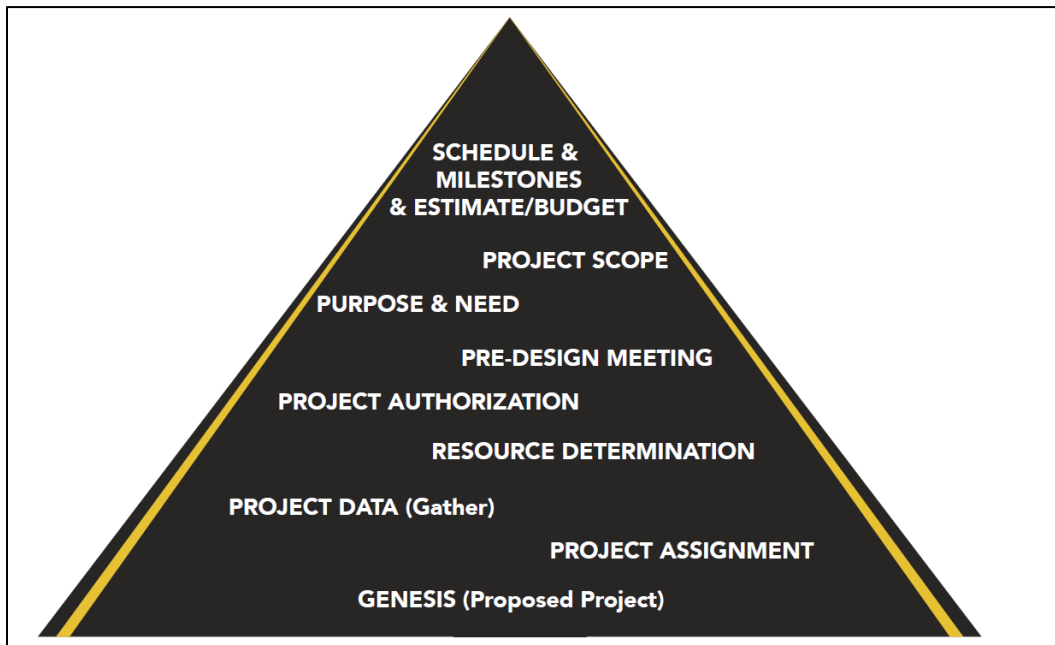 SCHEDULE &
MILESTONES
& ESTIMATE/BUDGET
PROJECT SCOPE
PURPOSE & NEED
PRE-DESIGN MEETING
PROJECT AUTHORIZATION
RESOURCE DETERMINATION
PROJECT DATA (Gather)
PROJECT ASSIGNMENT
GENESIS (Proposed Project)